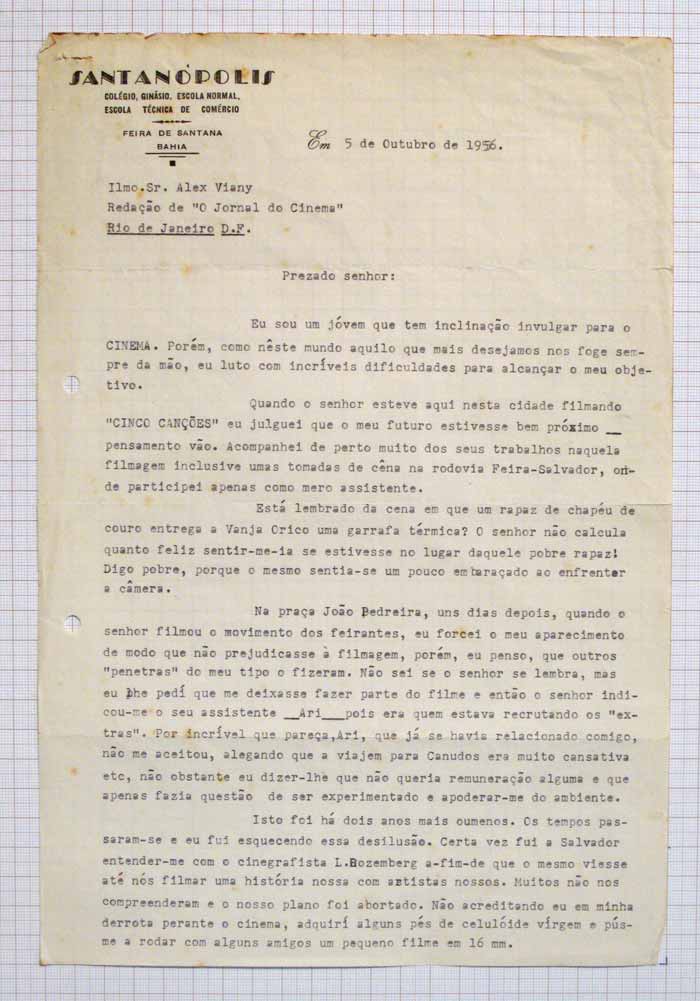 SANTANÓPOLIS
COLÉGIO, GINÁSIO, ESCOLA NORMAL,
ESCOLA TÉCNICA DE COMÉRCIO
FEIRA DE SANTANA
BAHIA
Em 5 de Outubro de 1956.
Ilmo.Sr. Alex Viany
Redação de "O Jornal do Cinema"
Rio de Janeiro D.F.
Prezado senhor:
Eu sou um jóvem que tem inclinação invulgar para o
CINEMA. Porém, como nêste mundo aquilo que mais desejamos nos foge sem-
pre da mão, eu luto com incríveis dificuldades para alcançar o meu obje-
tivo.
Quando o senhor esteve aqui nesta cidade filmando
"CINCO CANÇÕES" eu julguei que o meu futuro estivesse bem próximo __
pensamento vão. Acompanhei de perto muito dos seus trabalhos naquela
filmagem inclusive umas tomadas de cêna na rodovia Feira-Salvador, on-
de participei apenas como mero assistente.
Está lembrado da cena em que um rapaz de chapéu de
couro entrega a Vanja Orico uma garrafa térmica? O senhor não calcula
quanto feliz sentir-me-ia se estivesse no lugar daquele pobre rapaz!
Digo pobre, porque o mesmo sentia-se um pouco embaraçado ao enfrentar
a câmera.
Na praça João Pedreira, uns dias depois, quando o
senhor filmou o movimento dos feirantes, eu forcei o meu aparecimento
de modo que não prejudicasse à filmagem, porém, eu penso, que outros
"penetras" do meu tipo o fizeram. Não sei se o senhor se lembra, mas
eu lhe pedí que me deixasse fazer parte do filme e então o senhor indi-
cou-me o seu assistente __Ari__pois era quem estava recrutando os "ex-
tras". Por incrível que pareça,Ari, que já se havia relacionado comigo,
não me aceitou, alegando que a viajem para Canudos era muito cansativa
etc, não obstante eu dizer-lhe que não queria remuneração alguma e que
apenas fazia questão de ser experimentado e apoderar-me do ambiente.
Isto foi há dois anos mais oumenos. Os tempos pas-
saram-se e eu fui esquecendo essa desilusão. Certa vez fui a Salvador
entender-me com o cinegrafista L.Rozemberg a-fim-de que o mesmo viesse
até nós filmar uma história nossa com artistas nossos. Muitos não nos
compreenderam e o nosso plano foi abortado. Não acreditando eu em minha
derrota perante o cinema, adquirí alguns pés de celulóide vírgem e pús-
me a rodar com alguns amigos um pequeno filme em 16 mm.